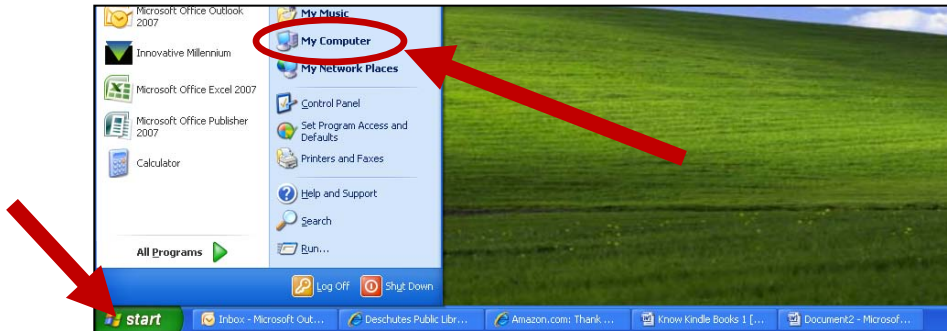 Microsoft Office Outlook
2007
Innovative Millennium
Microsoft Office Excel 2007
Microsoft Office Publisher
2007
Calculator
All Programs
My Music
My Computer
My Network Places
Control Panel
Set Program Access and
Defaults
Printers and Faxes
Help and Support
Search
Run...
Log Off
Shut Down
start
Inbox - Microsoft Out...
Deschutes Public Libr...
Amazon.com: Thank ...
Know Kindle Books 1 [...
Document2 - Microsof...